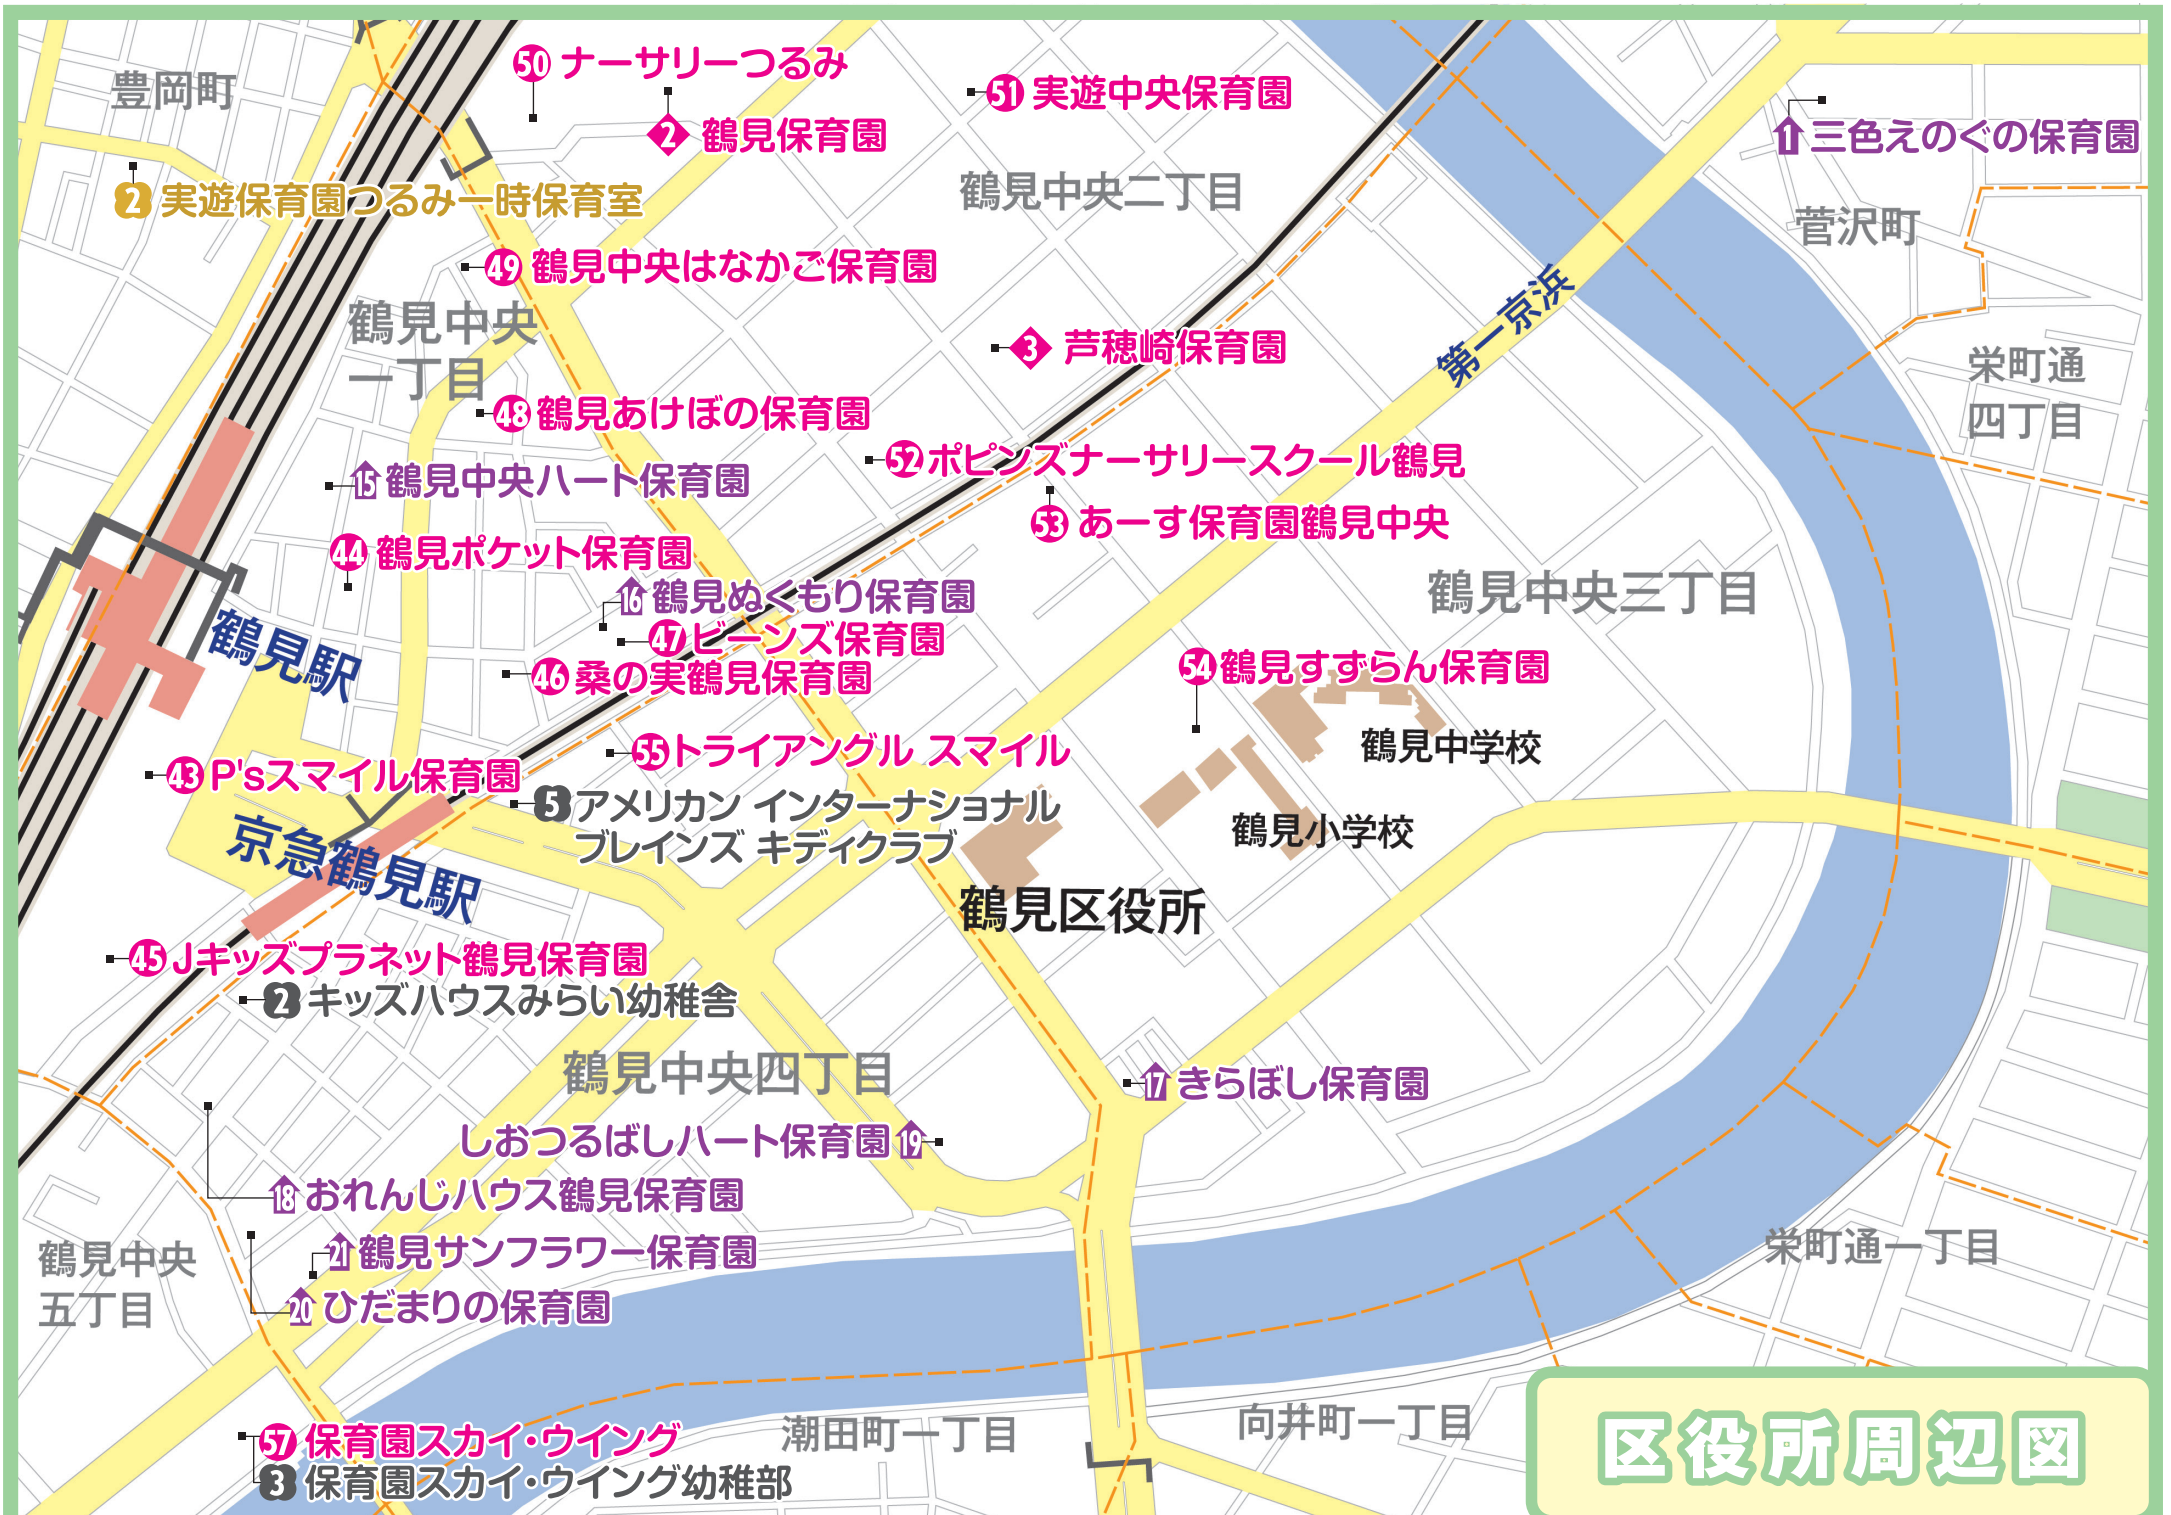 50 ナーサリーつるみ
豊岡町
51 実遊中央保育園
2 鶴見保育園
1 三色えのぐの保育園
2 実遊保育園つるみ一時保育室
鶴見中央二丁目
菅沢町
49 鶴見中央はなかご保育園
鶴見中央
一丁目
第一京浜
3 芦穂崎保育園
栄町通
四丁目
48 鶴見あけぼの保育園
52 ポピンズナーサリースクール鶴見
15 鶴見中央ハート保育園
53 あーす保育園鶴見中央
44 鶴見ポケット保育園
16 鶴見ぬくもり保育園
鶴見中央三丁目
47 ビーンズ保育園
鶴見駅
46 桑の実鶴見保育園
54 鶴見すずらん保育園
鶴見中学校
55 トライアングル スマイル
43 P'sスマイル保育園
5 アメリカン インターナショナル
ブレインズ キディクラブ
鶴見小学校
京急鶴見駅
鶴見区役所
45 Jキッズプラネット鶴見保育園
2 キッズハウスみらい幼稚舎
鶴見中央四丁目
17 きらぼし保育園
しおつるばしハート保育園 19
18 おれんじハウス鶴見保育園
21 鶴見サンフラワー保育園
鶴見中央
五丁目
栄町通一丁目
20 ひだまりの保育園
57 保育園スカイ・ウイング
3 保育園スカイ・ウイング幼稚部
潮田町一丁目
向井町一丁目
区役所周辺図